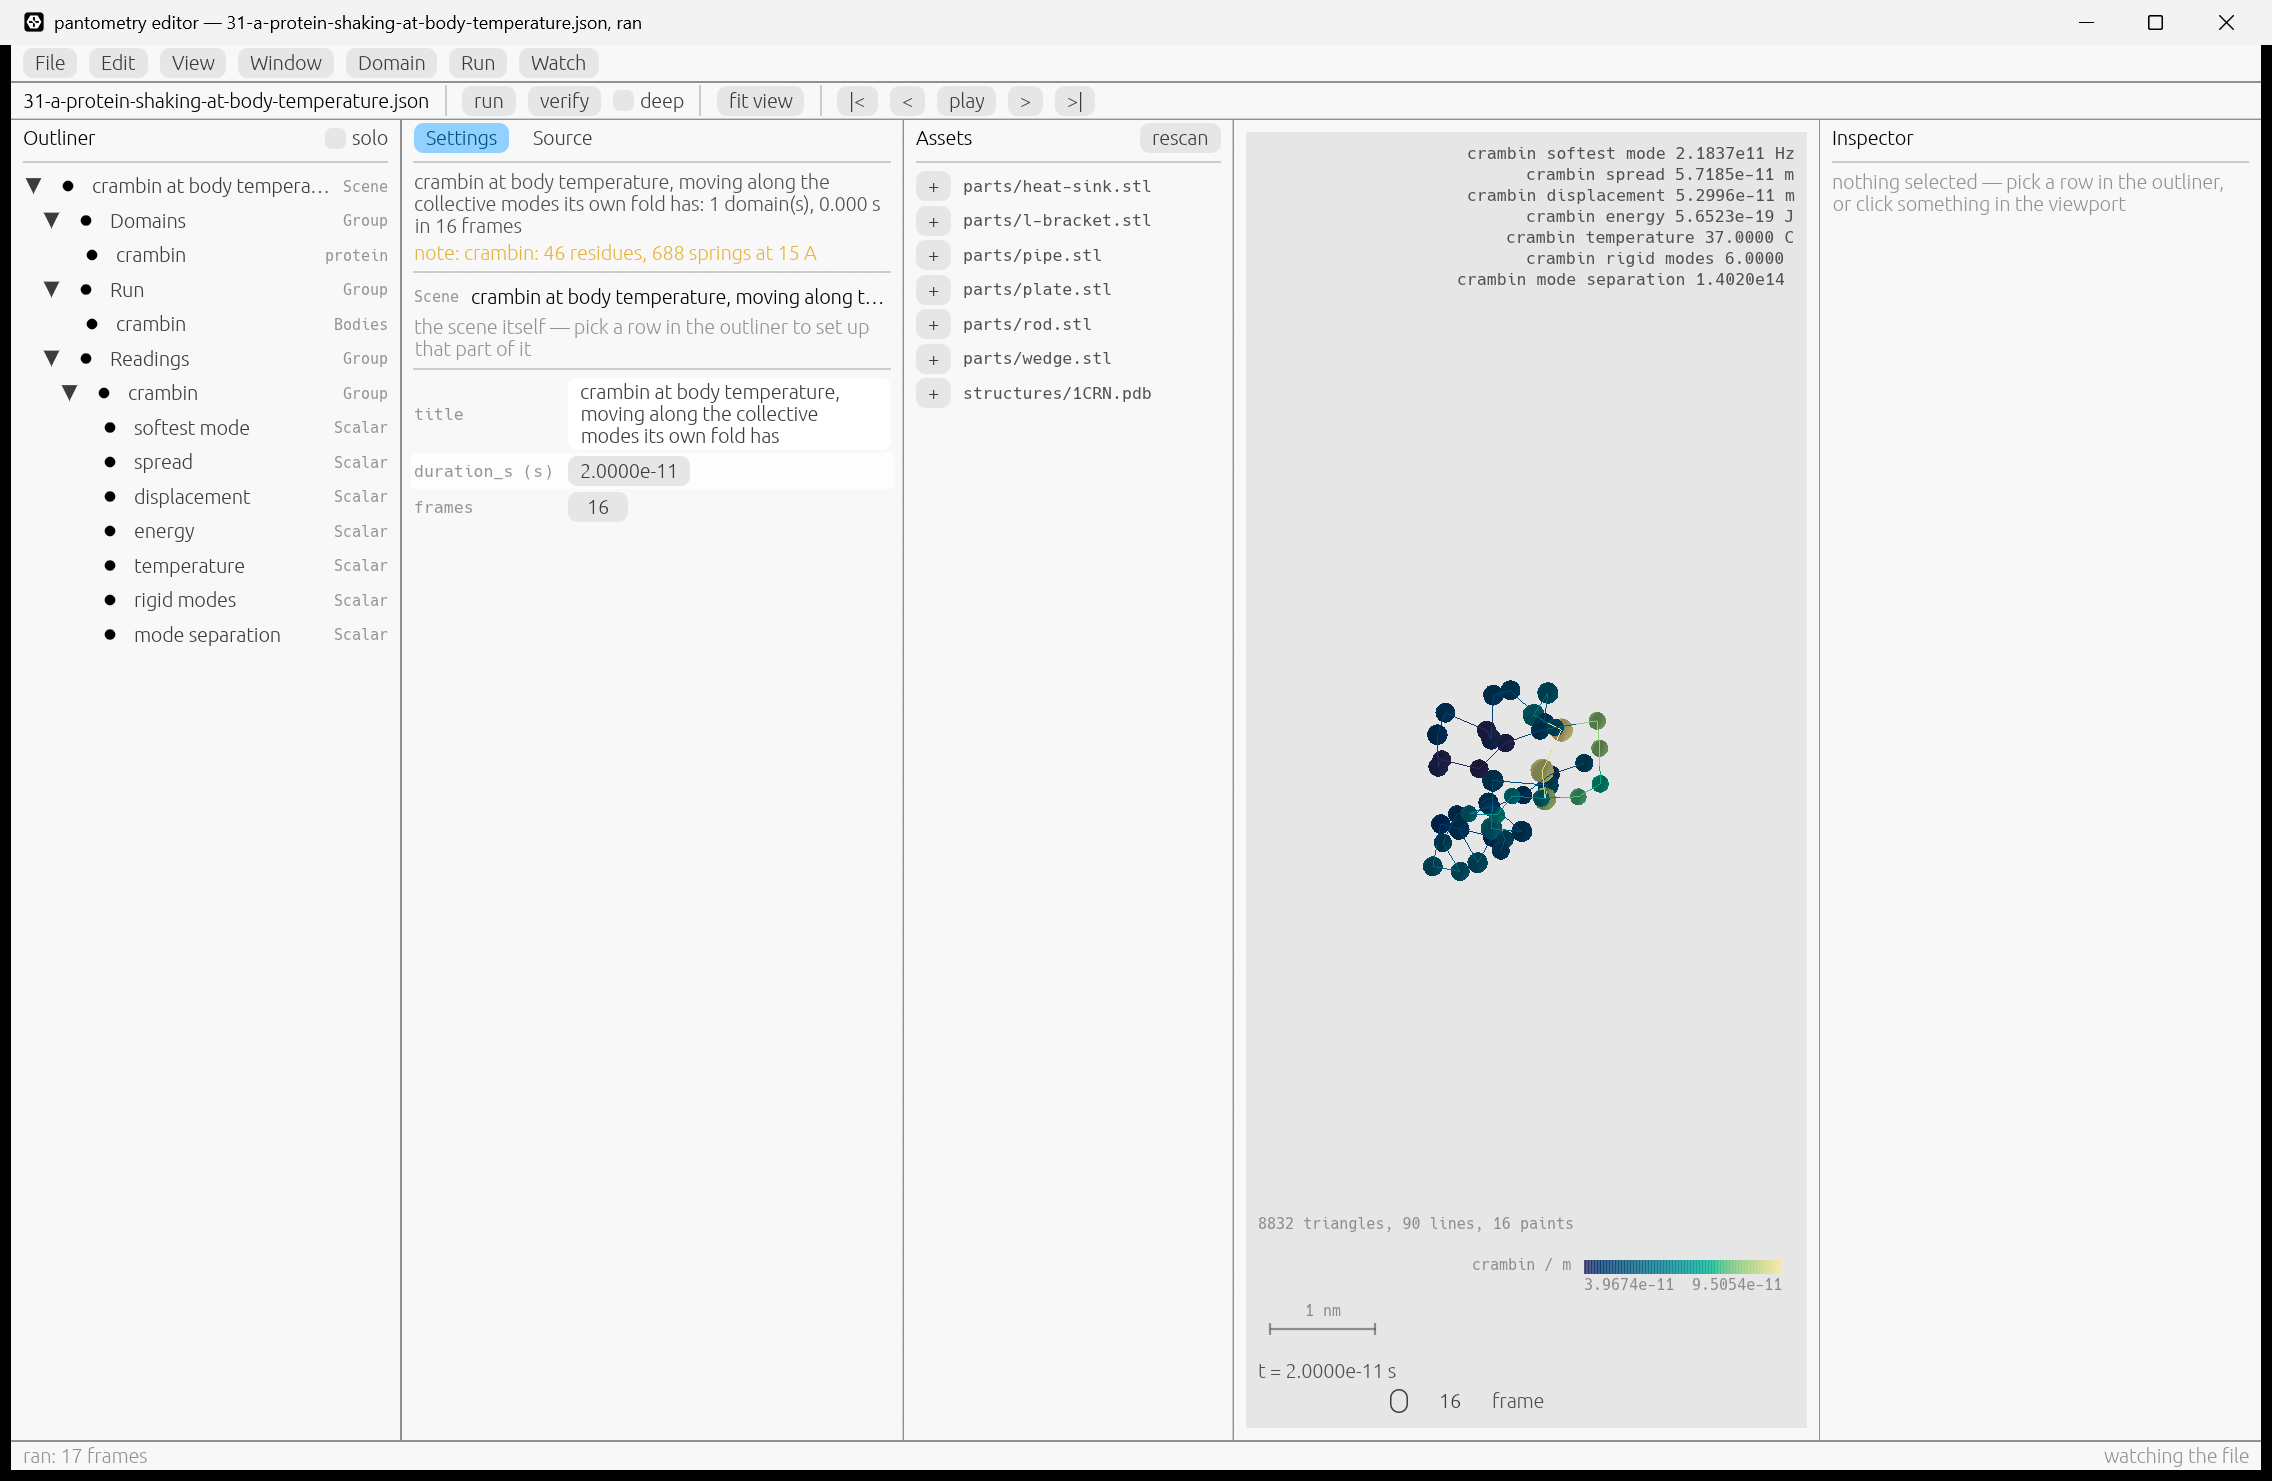 pantometry editor — 31-a-protein-shaking-at-body-temperature.json, ran
File Edit View Window Domain Run Watch
31-a-protein-shaking-at-body-temperature.json run verify deep fit view |< < play > >|
Outliner solo
crambin at body tempera... Scene
Domains Group
crambin protein
Run Group
crambin Bodies
Readings Group
crambin Group
softest mode Scalar
spread Scalar
displacement Scalar
energy Scalar
temperature Scalar
rigid modes Scalar
mode separation Scalar
Settings Source
crambin at body temperature, moving along the
collective modes its own fold has: 1 domain(s), 0.000 s
in 16 frames
note: crambin: 46 residues, 688 springs at 15 A
Scene crambin at body temperature, moving along t...
the scene itself — pick a row in the outliner to set up
that part of it
title
crambin at body temperature,
moving along the collective
modes its own fold has
duration_s (s) 2.0000e-11
frames 16
Assets rescan
+ parts/heat-sink.stl
+ parts/l-bracket.stl
+ parts/pipe.stl
+ parts/plate.stl
+ parts/rod.stl
+ parts/wedge.stl
+ structures/1CRN.pdb
crambin softest mode 2.1837e11 Hz
crambin spread 5.7185e-11 m
crambin displacement 5.2996e-11 m
crambin energy 5.6523e-19 J
crambin temperature 37.0000 C
crambin rigid modes 6.0000
crambin mode separation 1.4020e14
8832 triangles, 90 lines, 16 paints
crambin / m
3.9674e-11 9.5054e-11
1 nm
t = 2.0000e-11 s
16 frame
Inspector
nothing selected — pick a row in the outliner,
or click something in the viewport
ran: 17 frames
watching the file